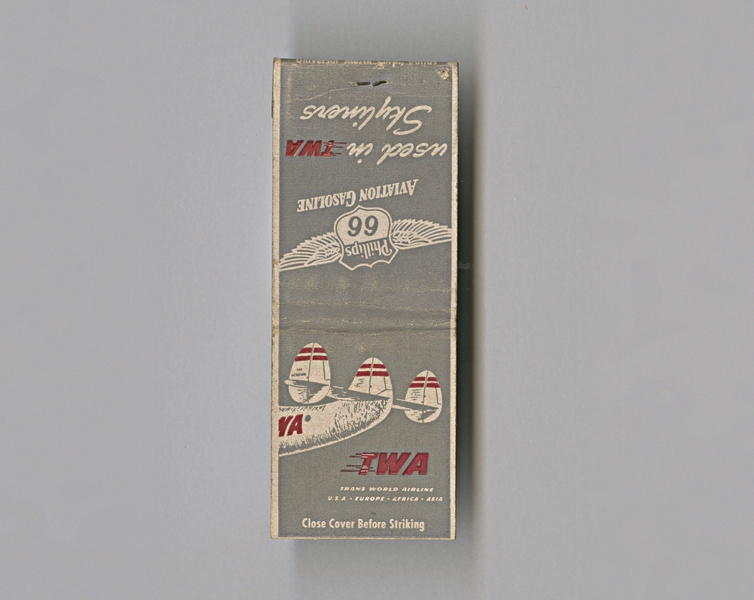 Skyliners
used in TWA
AVIATION GASOLINE
Phillips
66
TWA
TWA
TRANS WORLD AIRLINE
U.S.A • EUROPE • AFRICA • ASIA
Close Cover Before Striking